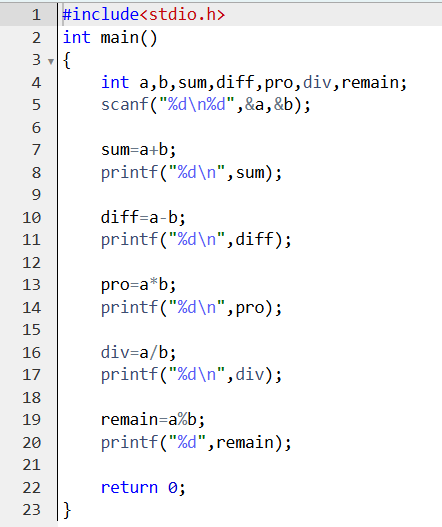 1 #include<stdio.h>
2 int main()
3 {
4 int a,b,sum,diff,pro,div,remain;
5 scanf("%d\n%d",&a,&b);
6
7 sum=a+b;
8 printf("%d\n",sum);
9
10 diff=a-b;
11 printf("%d\n",diff);
12
13 pro=a*b;
14 printf("%d\n",pro);
15
16 div=a/b;
17 printf("%d\n",div);
18
19 remain=a%b;
20 printf("%d",remain);
21
22 return 0;
23 }